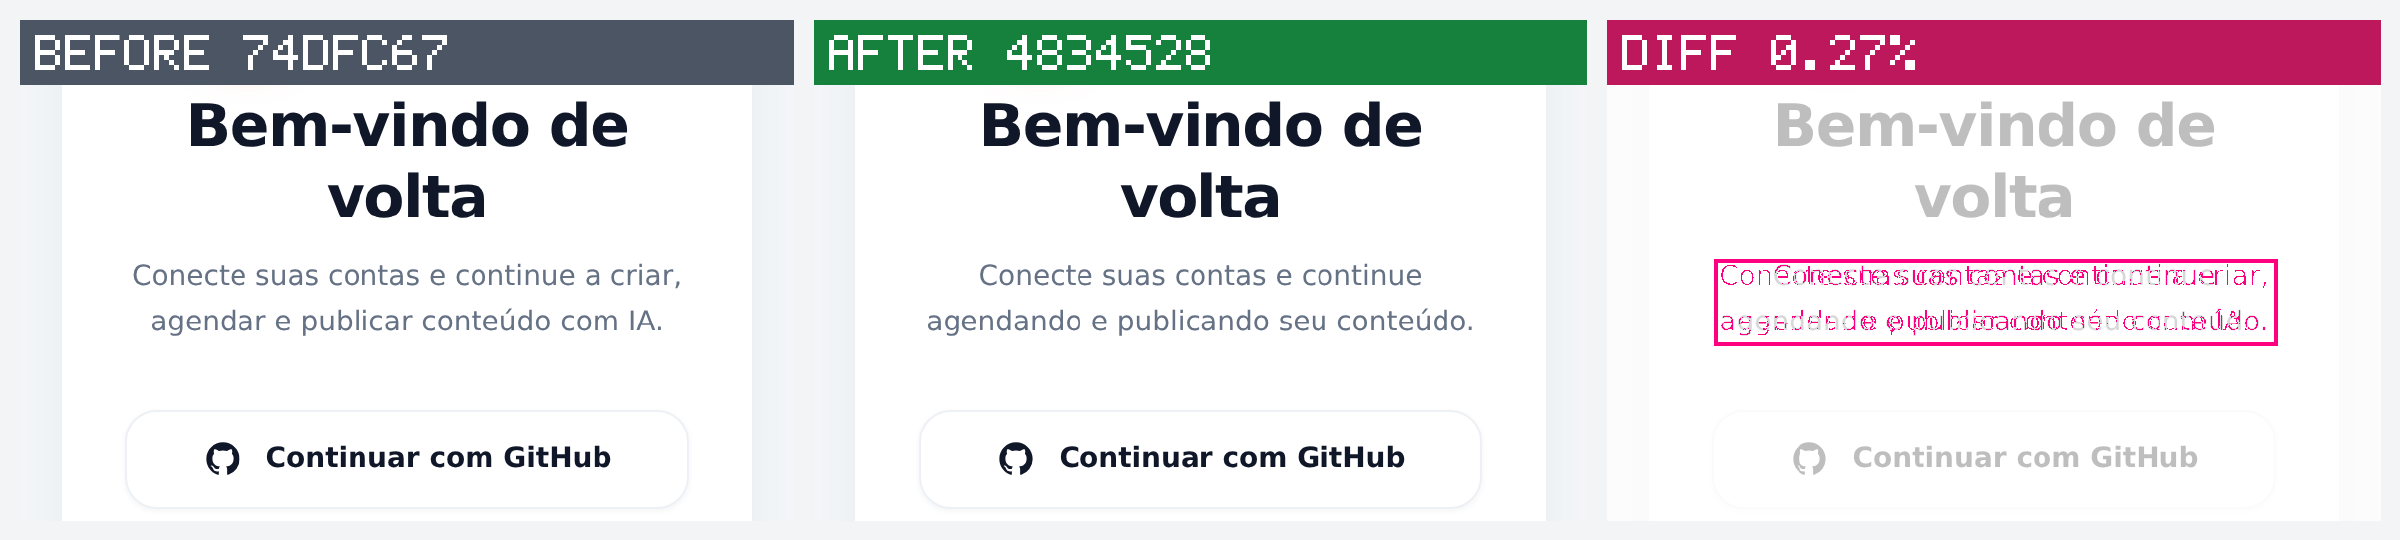 BEFORE 74DFC67
Bem-vindo de
volta
Conecte suas contas e continue a criar,
agendar e publicar conteúdo com IA.
Continuar com GitHub
AFTER 4834528
Bem-vindo de
volta
Conecte suas contas e continue
agendando e publicando seu conteúdo.
Continuar com GitHub
DIFF 0.27%
Bem-vindo de
volta
Continuar com GitHub